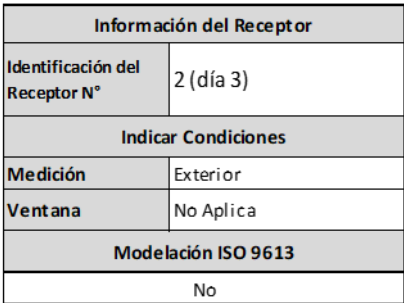 Información del Receptor
Identificación del
Receptor N°
2 (día 3)
Indicar Condiciones
Medición
Exterior
Ventana
No Aplica
Modelación ISO 9613
No